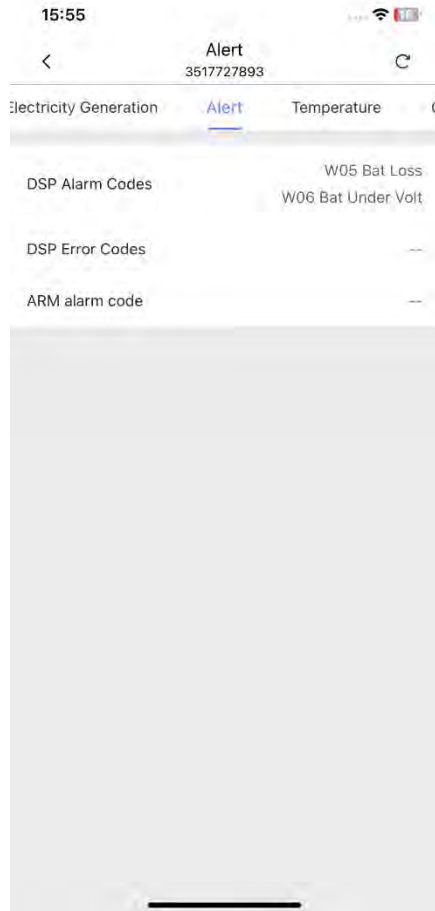 15:55
Alert
3517727893
Electricity Generation Alert Temperature
DSP Alarm Codes
W05 Bat Loss
W06 Bat Under Volt
DSP Error Codes --
ARM alarm code --